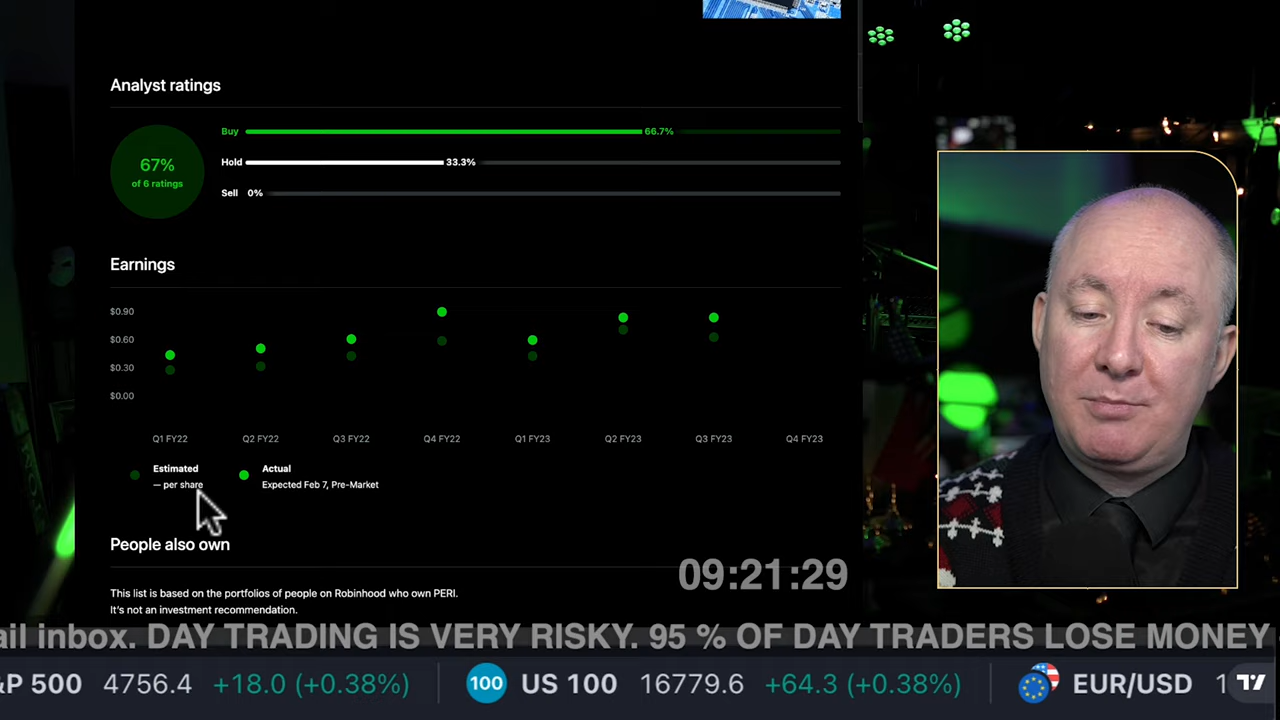 Analyst ratings
67%
of 6 ratings
Buy 66.7%
Hold 33.3%
Sell 0%
Earnings
$0.90
$0.60
$0.30
$0.00
Q1 FY22 Q2 FY22 Q3 FY22 Q4 FY22 Q1 FY23 Q2 FY23 Q3 FY23 Q4 FY23
Estimated Actual
— per share Expected Feb 7, Pre-Market
People also own
This list is based on the portfolios of people on Robinhood who own PERI.
It's not an investment recommendation.
09:21:29
inbox. DAY TRADING IS VERY RISKY. 95 % OF DAY TRADERS LOSE MONEY
&P 500 4756.4 +18.0 (+0.38%) 100 US 100 16779.6 +64.3 (+0.38%) EUR/USD 1